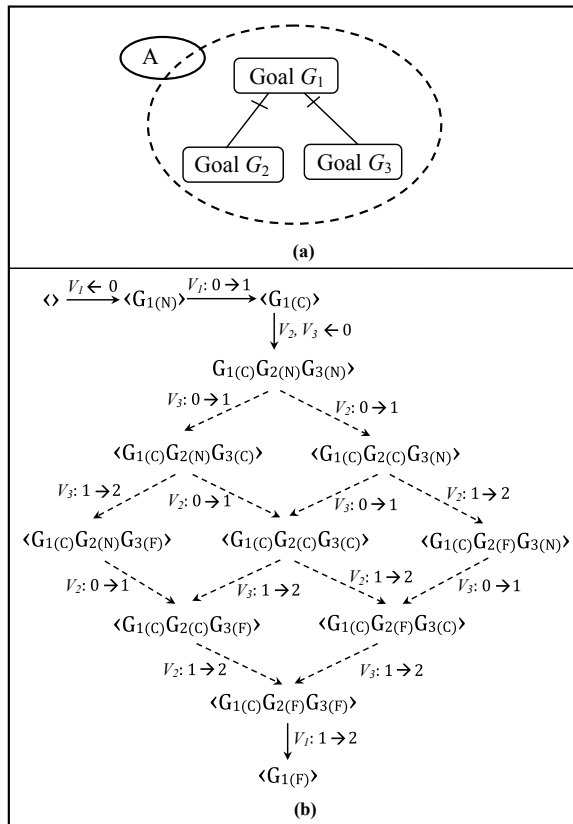 A
Goal G₁
Goal G₂ Goal G₃
(a)
V₁ ← 0 V₁: 0 → 1
‹› ‹G₁(N)› ‹G₁(C)›
V₂, V₃ ← 0
G₁(C)G₂(N)G₃(N)›
V₃: 0 → 1 V₂: 0 → 1
‹G₁(C)G₂(N)G₃(C)› ‹G₁(C)G₂(C)G₃(N)›
V₃: 1 → 2 V₂: 0 → 1 V₃: 0 → 1 V₂: 1 → 2
‹G₁(C)G₂(N)G₃(F)› ‹G₁(C)G₂(C)G₃(C)› ‹G₁(C)G₂(F)G₃(N)›
V₂: 0 → 1 V₃: 1 → 2 V₂: 1 → 2 V₃: 0 → 1
‹G₁(C)G₂(C)G₃(F)› ‹G₁(C)G₂(F)G₃(C)›
V₂: 1 → 2 V₃: 1 → 2
‹G₁(C)G₂(F)G₃(F)›
V₁: 1 → 2
‹G₁(F)›
(b)